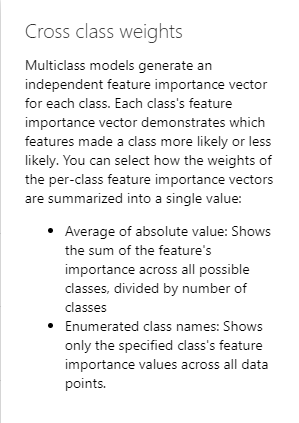 Cross class weights
Multiclass models generate an
independent feature importance vector
for each class. Each class's feature
importance vector demonstrates which
features made a class more likely or less
likely. You can select how the weights of
the per-class feature importance vectors
are summarized into a single value:
• Average of absolute value: Shows
the sum of the feature's
importance across all possible
classes, divided by number of
classes
• Enumerated class names: Shows
only the specified class's feature
importance values across all data
points.